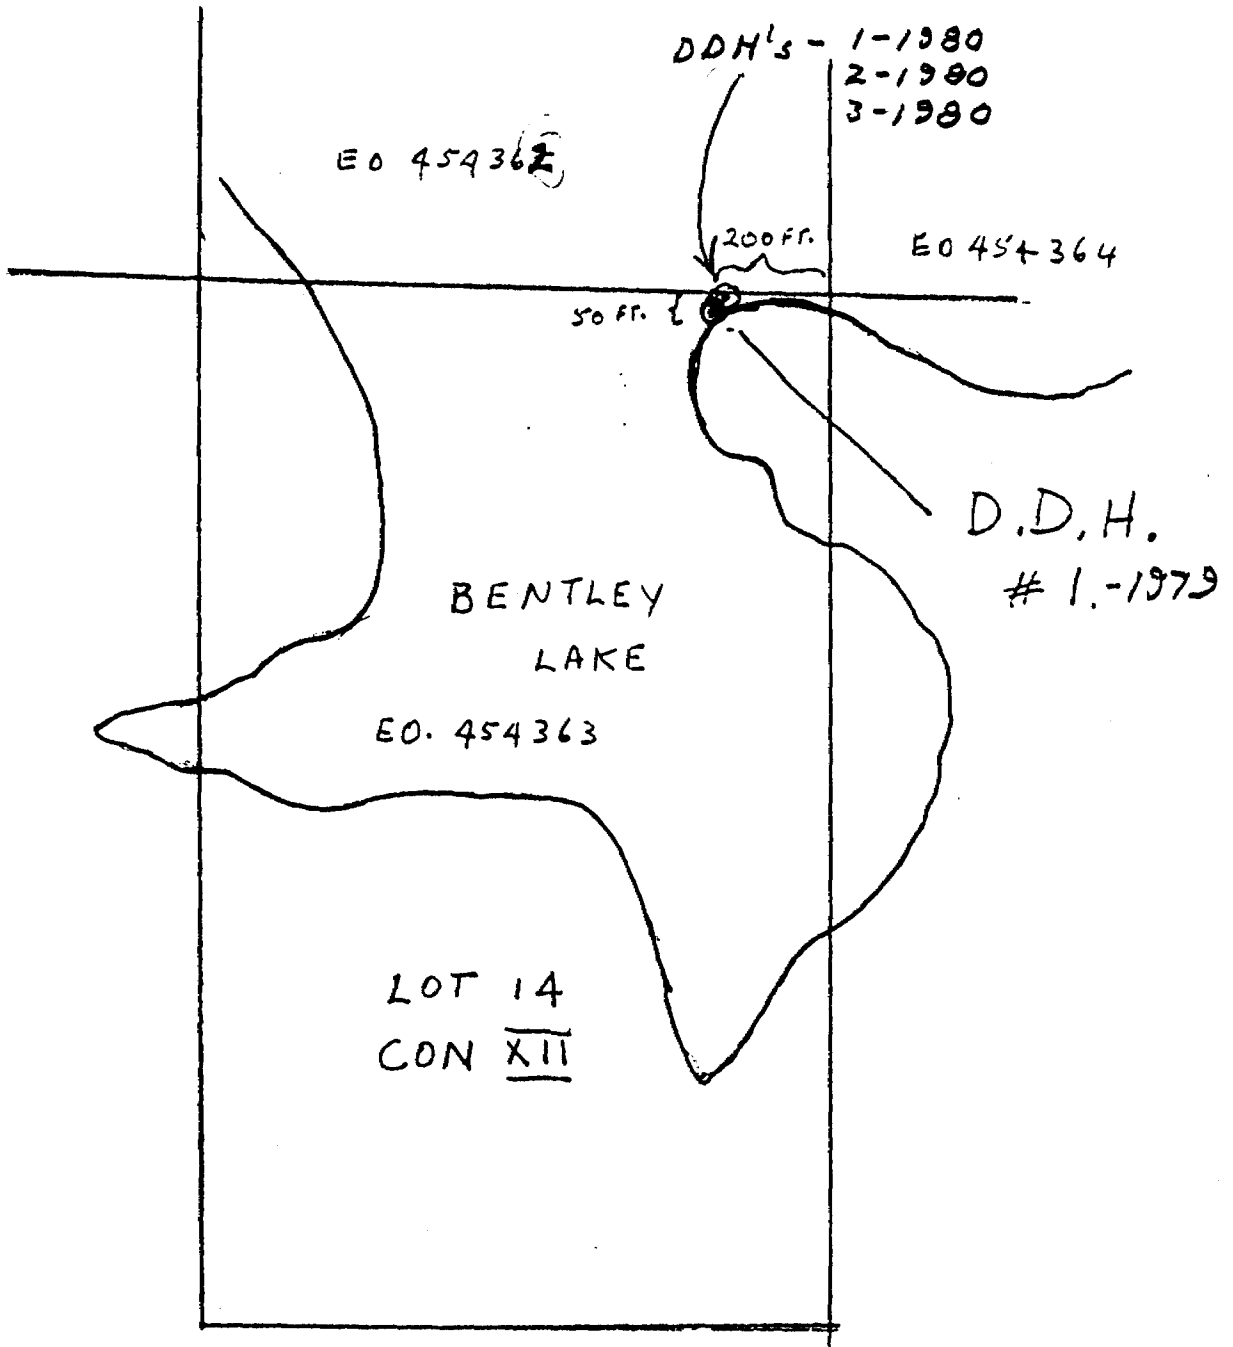 DDH's - 1-1980
2-1980
3-1980
EO 454362
200 FT.
EO 454364
50 FT.
D.D.H.
# 1.-1979
BENTLEY
LAKE
EO. 454363
LOT 14
CON XII